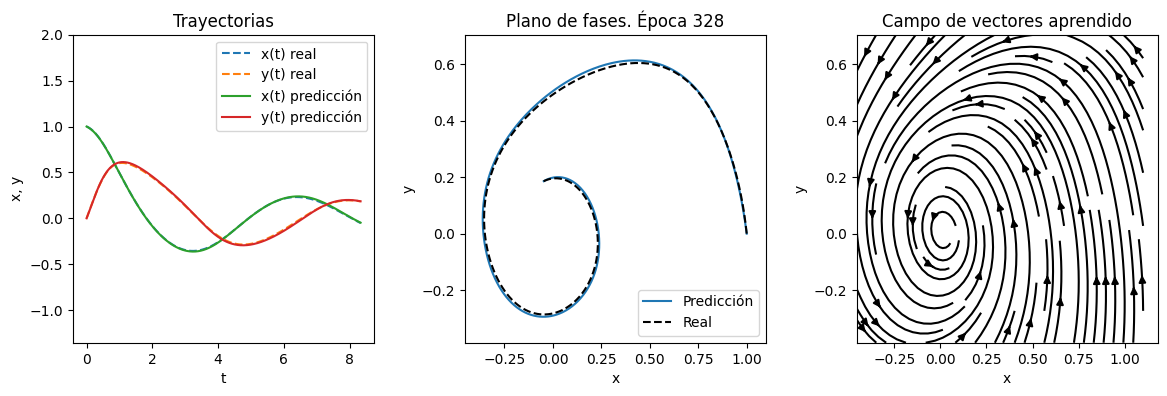 Trayectorias
2.0
1.5
1.0
0.5
0.0
−0.5
−1.0
x, y
0
2
4
6
8
t
x(t) real
y(t) real
x(t) predicción
y(t) predicción
Plano de fases. Época 328
0.6
0.4
0.2
0.0
−0.2
y
−0.25
0.00
0.25
0.50
0.75
1.00
x
Predicción
Real
Campo de vectores aprendido
0.6
0.4
0.2
0.0
−0.2
y
−0.25
0.00
0.25
0.50
0.75
1.00
x